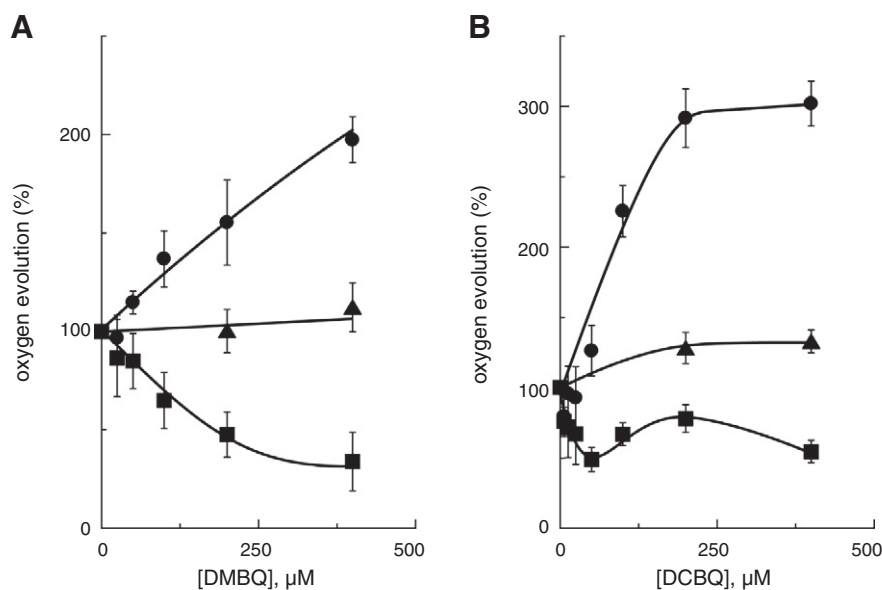 A
B
oxygen evolution (%)
200
100
0
0
250
500
[DMBQ], μM
oxygen evolution (%)
300
200
100
0
0
250
500
[DCBQ], μM